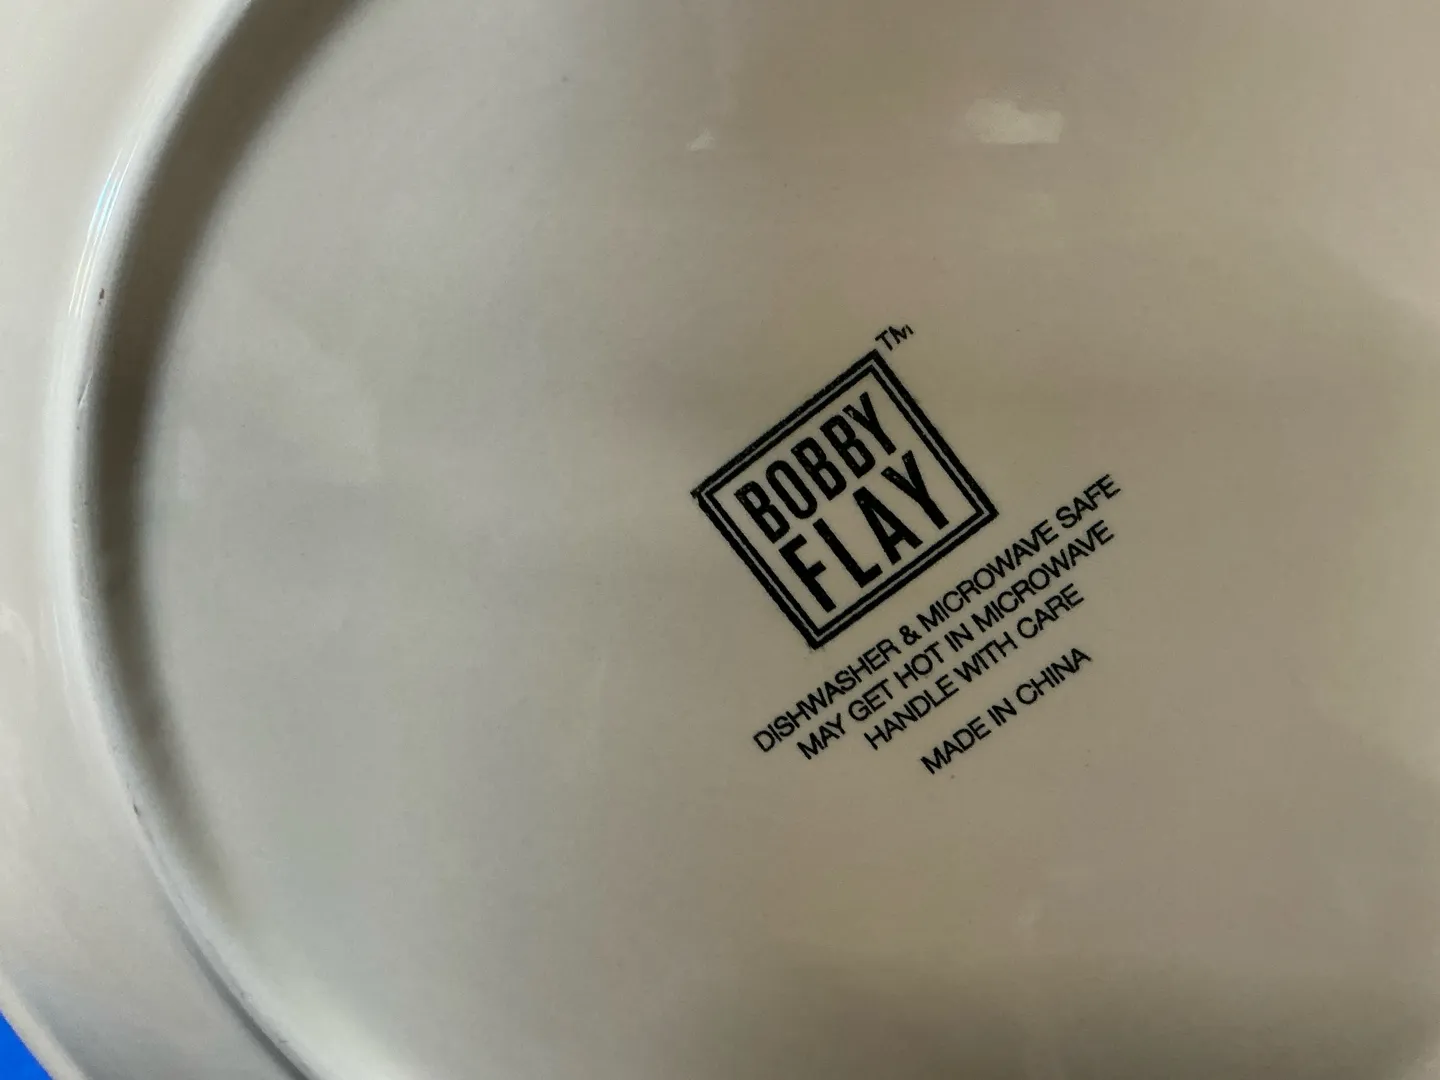 TM
BOBBY
FLAY
DISHWASHER & MICROWAVE SAFE
MAY GET HOT IN MICROWAVE
HANDLE WITH CARE
MADE IN CHINA